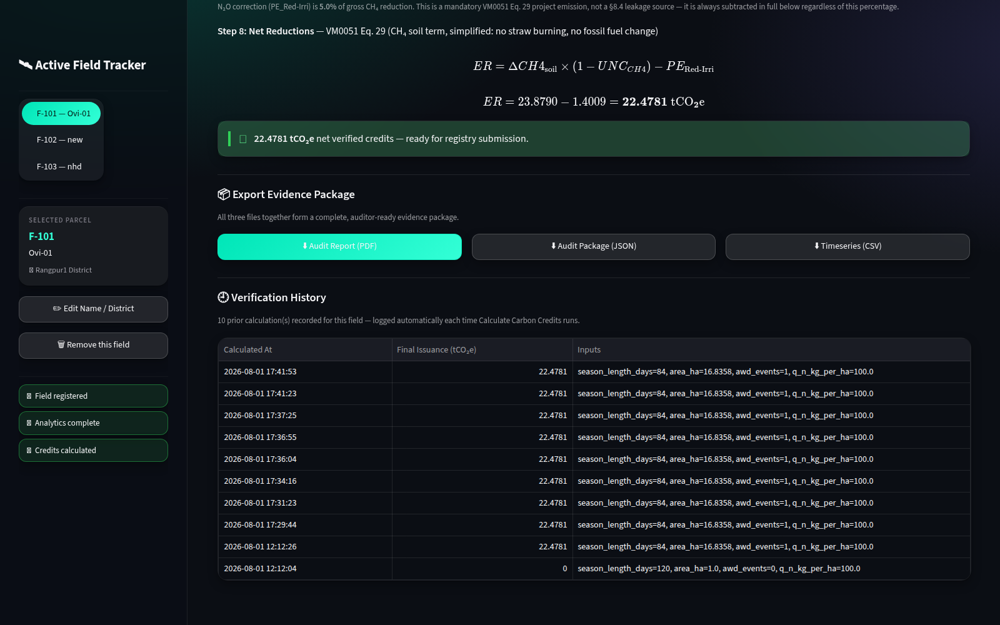 N₂O correction (PE_Red-Irri) is 5.0% of gross CH₄ reduction. This is a mandatory VM0051 Eq. 29 project emission, not a §8.4 leakage source — it is always subtracted in full below regardless of this percentage.
Step 8: Net Reductions — VM0051 Eq. 29 (CH₄ soil term, simplified: no straw burning, no fossil fuel change)
ER = ΔCH4soil × (1 − UNC_CH4) − PE_Red-Irri
ER = 23.8790 − 1.4009 = 22.4781 tCO₂e
22.4781 tCO₂e net verified credits — ready for registry submission.
Export Evidence Package
All three files together form a complete, auditor-ready evidence package.
⬇ Audit Report (PDF)
⬇ Audit Package (JSON)
⬇ Timeseries (CSV)
Verification History
10 prior calculation(s) recorded for this field — logged automatically each time Calculate Carbon Credits runs.
Calculated At Final Issuance (tCO₂e) Inputs
2026-08-01 17:41:53 22.4781 season_length_days=84, area_ha=16.8358, awd_events=1, q_n_kg_per_ha=100.0
2026-08-01 17:41:23 22.4781 season_length_days=84, area_ha=16.8358, awd_events=1, q_n_kg_per_ha=100.0
2026-08-01 17:37:25 22.4781 season_length_days=84, area_ha=16.8358, awd_events=1, q_n_kg_per_ha=100.0
2026-08-01 17:36:55 22.4781 season_length_days=84, area_ha=16.8358, awd_events=1, q_n_kg_per_ha=100.0
2026-08-01 17:36:04 22.4781 season_length_days=84, area_ha=16.8358, awd_events=1, q_n_kg_per_ha=100.0
2026-08-01 17:34:16 22.4781 season_length_days=84, area_ha=16.8358, awd_events=1, q_n_kg_per_ha=100.0
2026-08-01 17:31:23 22.4781 season_length_days=84, area_ha=16.8358, awd_events=1, q_n_kg_per_ha=100.0
2026-08-01 17:29:44 22.4781 season_length_days=84, area_ha=16.8358, awd_events=1, q_n_kg_per_ha=100.0
2026-08-01 12:12:26 22.4781 season_length_days=84, area_ha=16.8358, awd_events=1, q_n_kg_per_ha=100.0
2026-08-01 12:12:04 0 season_length_days=120, area_ha=1.0, awd_events=0, q_n_kg_per_ha=100.0
Active Field Tracker
F-101 — Ovi-01
F-102 — new
F-103 — nhd
SELECTED PARCEL
F-101
Ovi-01
Rangpur1 District
Edit Name / District
Remove this field
Field registered
Analytics complete
Credits calculated